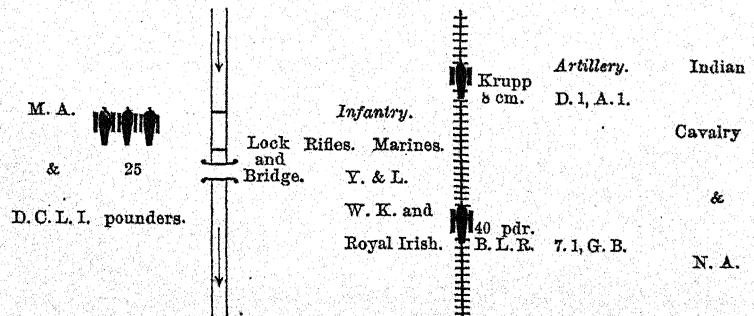 M. A.
&
25
D. C. L. I. pounders.
Lock
and
Bridge.
Infantry.
Rifles. Marines.
Y. & L.
W. K. and
Royal Irish.
Krupp
8 cm.
40 pdr.
B. L. R.
Artillery.
D. 1, A. 1.
7. 1, G. B.
Indian
Cavalry
&
N. A.